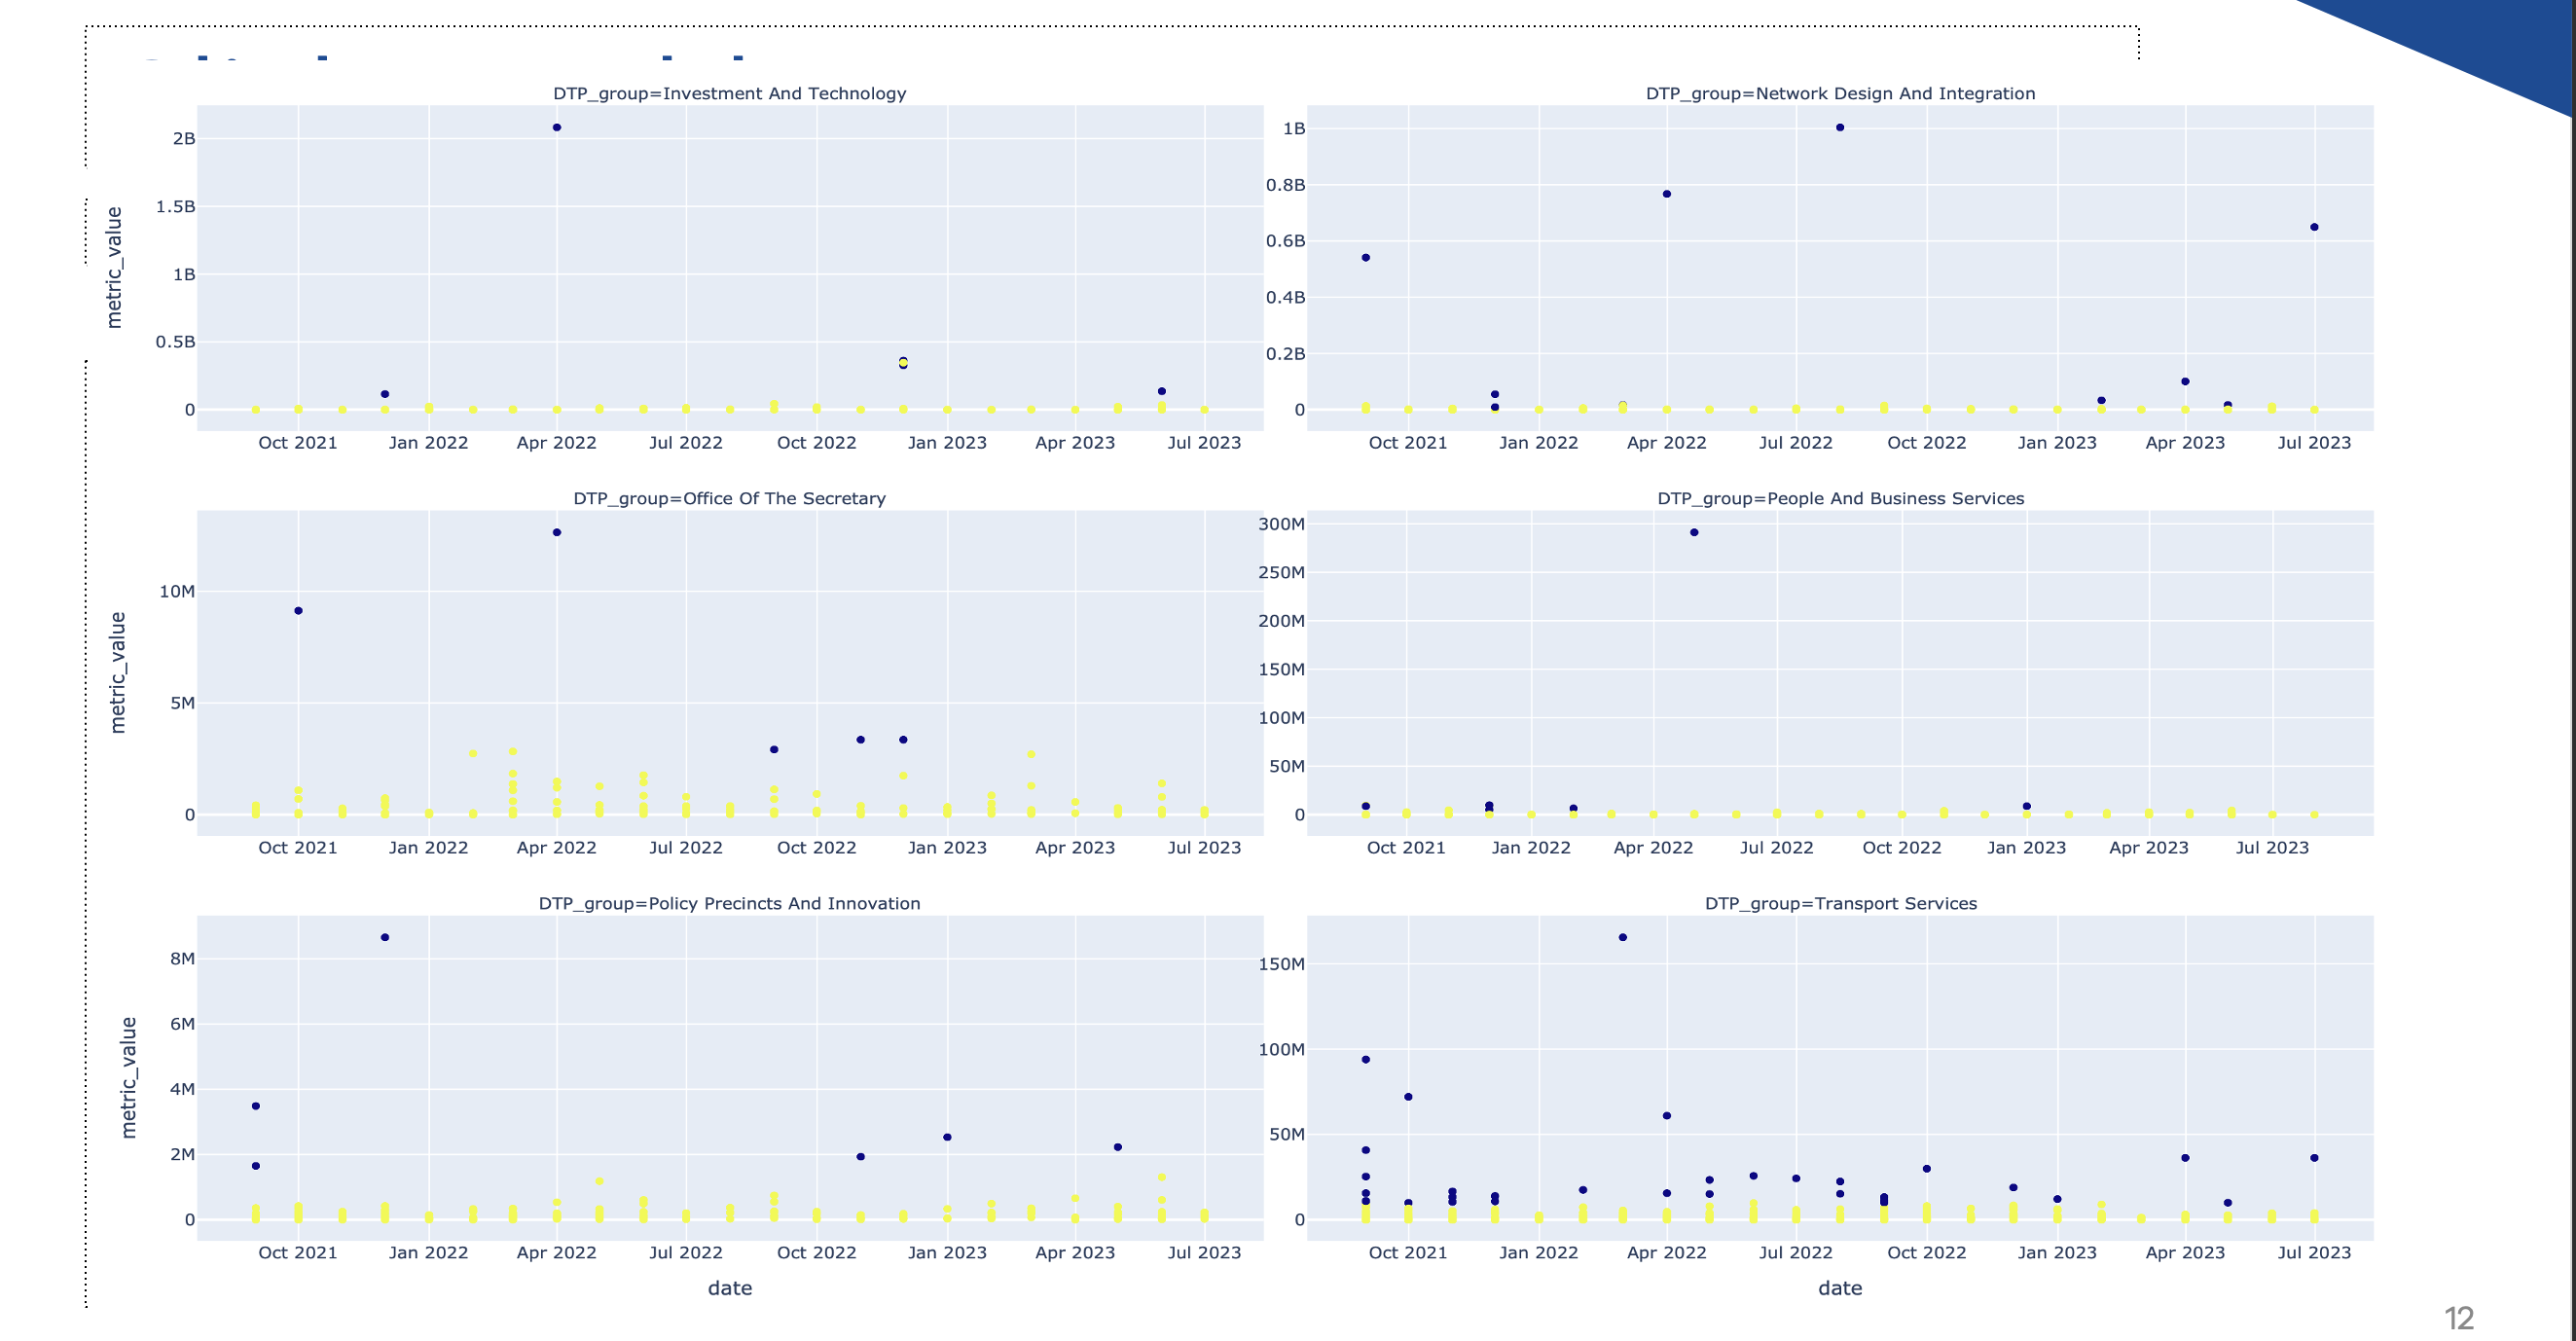 DTP_group=Investment And Technology
metric_value
2B
1.5B
1B
0.5B
0
Oct 2021 Jan 2022 Apr 2022 Jul 2022 Oct 2022 Jan 2023 Apr 2023 Jul 2023
DTP_group=Network Design And Integration
1B
0.8B
0.6B
0.4B
0.2B
0
Oct 2021 Jan 2022 Apr 2022 Jul 2022 Oct 2022 Jan 2023 Apr 2023 Jul 2023
DTP_group=Office Of The Secretary
metric_value
10M
5M
0
Oct 2021 Jan 2022 Apr 2022 Jul 2022 Oct 2022 Jan 2023 Apr 2023 Jul 2023
DTP_group=People And Business Services
300M
250M
200M
150M
100M
50M
0
Oct 2021 Jan 2022 Apr 2022 Jul 2022 Oct 2022 Jan 2023 Apr 2023 Jul 2023
DTP_group=Policy Precincts And Innovation
metric_value
8M
6M
4M
2M
0
Oct 2021 Jan 2022 Apr 2022 Jul 2022 Oct 2022 Jan 2023 Apr 2023 Jul 2023
date
DTP_group=Transport Services
150M
100M
50M
0
Oct 2021 Jan 2022 Apr 2022 Jul 2022 Oct 2022 Jan 2023 Apr 2023 Jul 2023
date
12